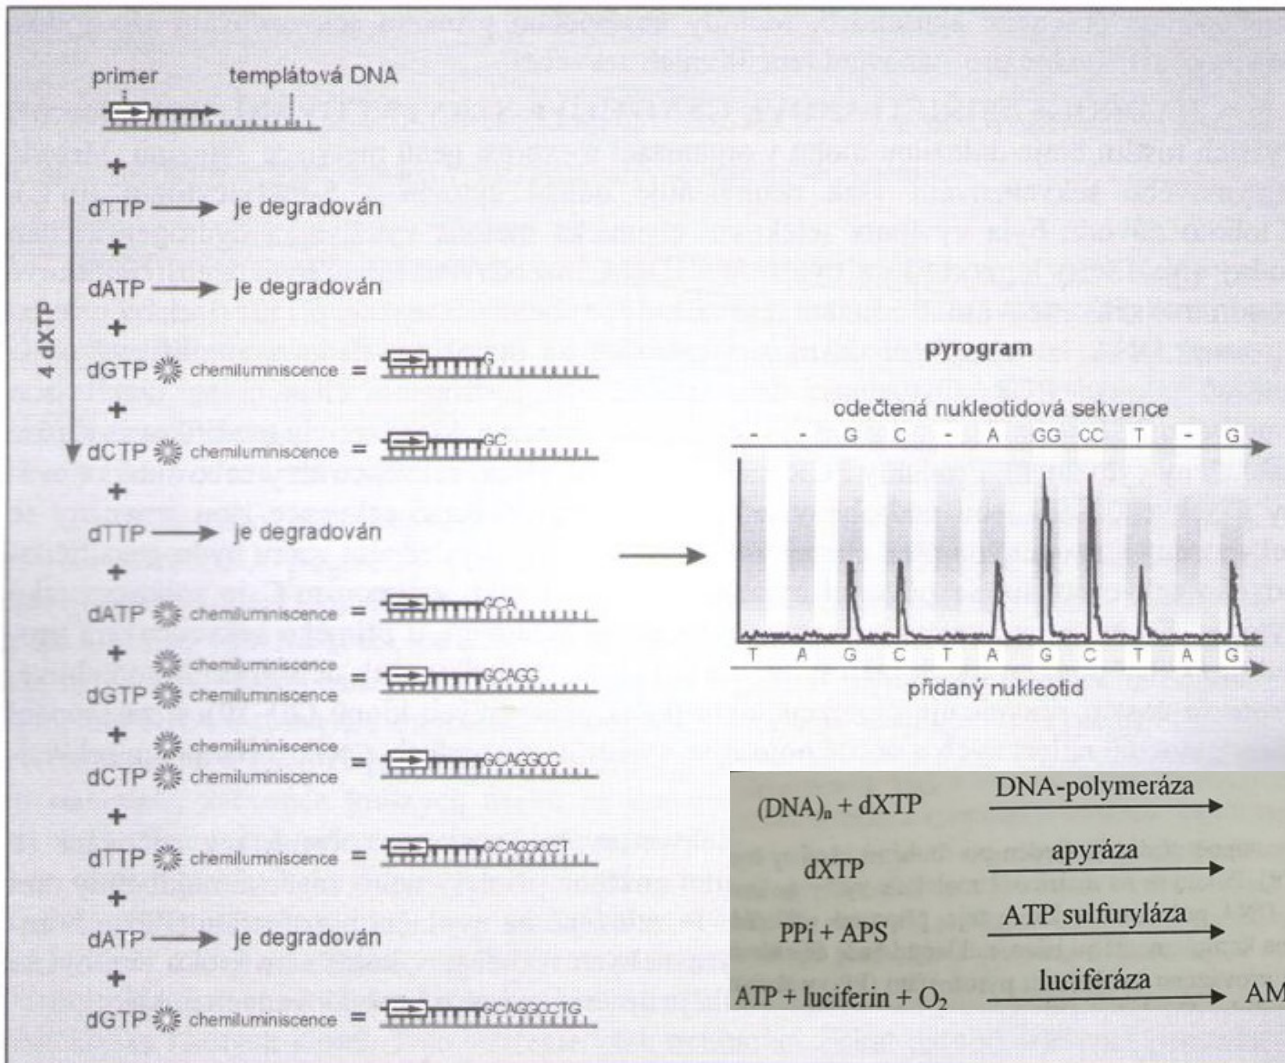 primer templátová DNA
+
dTTP je degradován
+
dATP je degradován
+
dGTP chemiluminiscence = G
+
dCTP chemiluminiscence = GC
+
dTTP je degradován
+
dATP chemiluminiscence = GCA
+ chemiluminiscence
dGTP chemiluminiscence = GCAGG
+ chemiluminiscence
dCTP chemiluminiscence = GCAGGCC
+
dTTP chemiluminiscence = GCAGGCCT
+
dATP je degradován
+
dGTP chemiluminiscence = GCAGGCCTG
4 dXTP
pyrogram
odečtená nukleotidová sekvence
- - G C - A GG CC T - G
T A G C T A G C T A G
přidaný nukleotid
(DNA)n + dXTP DNA-polymeráza
dXTP apyráza
PPi + APS ATP sulfuryláza
ATP + luciferin + O2 luciferáza AM